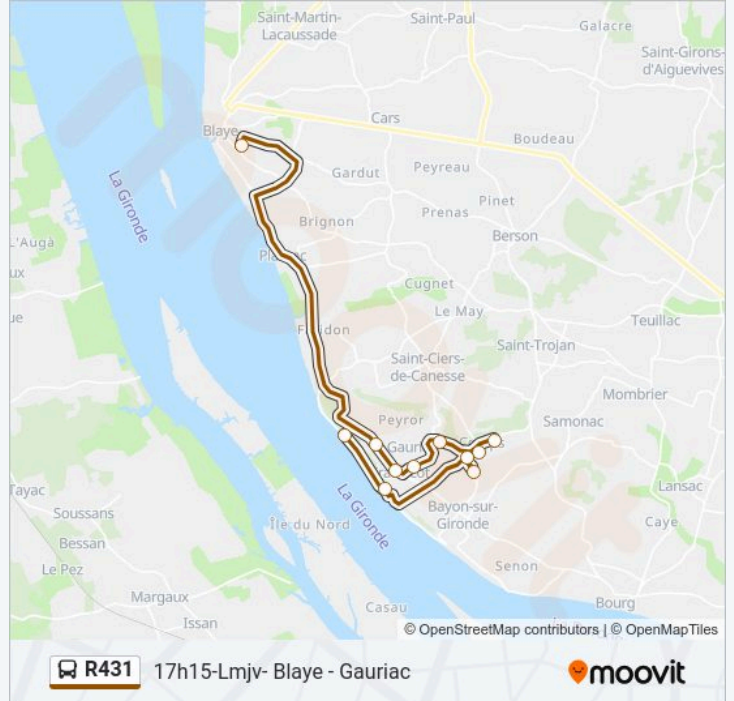 Saint-Martin-
Lacaussade
Saint-Paul
Galacre
Saint-Girons-
d'Aiguevives
Cars
Blaye
Boudeau
Gardut
Peyreau
La Gironde
Pinet
Prenas
Brignon
Berson
L'Augà
ux
Cugnet
Le May
Teuillac
Saint-Trojan
Saint-Ciers-
de-Canesse
Mombrier
Peyror
Samonac
Tayac
Lansac
La Gironde
Soussans
Bayon-sur-
Gironde
Île du Nord
Caye
Bessan
Le Pez
Senon
Margaux
Casau
Bourg
Issan
© OpenStreetMap contributors | © OpenMapTiles
R431 17h15-Lmjv- Blaye - Gauriac
moovit